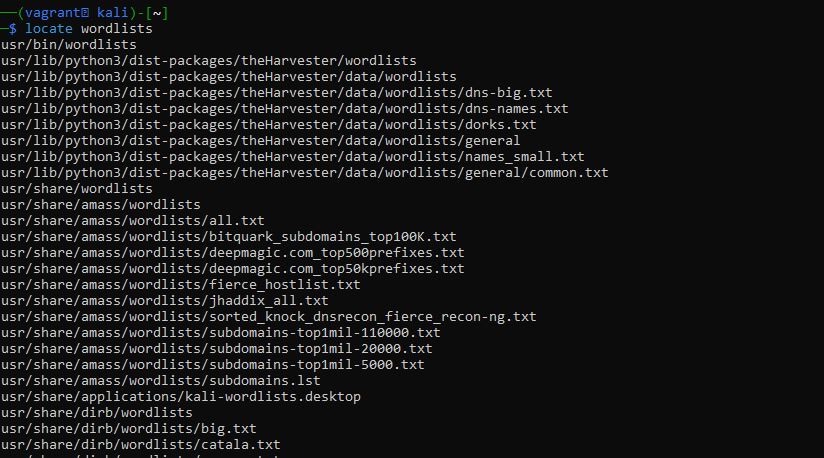 ──(vagrant kali)-[~]
─$ locate wordlists
usr/bin/wordlists
usr/lib/python3/dist-packages/theHarvester/wordlists
usr/lib/python3/dist-packages/theHarvester/data/wordlists
usr/lib/python3/dist-packages/theHarvester/data/wordlists/dns-big.txt
usr/lib/python3/dist-packages/theHarvester/data/wordlists/dns-names.txt
usr/lib/python3/dist-packages/theHarvester/data/wordlists/dorks.txt
usr/lib/python3/dist-packages/theHarvester/data/wordlists/general
usr/lib/python3/dist-packages/theHarvester/data/wordlists/names_small.txt
usr/lib/python3/dist-packages/theHarvester/data/wordlists/general/common.txt
usr/share/wordlists
usr/share/amass/wordlists
usr/share/amass/wordlists/all.txt
usr/share/amass/wordlists/bitquark_subdomains_top100K.txt
usr/share/amass/wordlists/deepmagic.com_top500prefixes.txt
usr/share/amass/wordlists/deepmagic.com_top50kprefixes.txt
usr/share/amass/wordlists/fierce_hostlist.txt
usr/share/amass/wordlists/jhaddix_all.txt
usr/share/amass/wordlists/sorted_knock_dnsrecon_fierce_recon-ng.txt
usr/share/amass/wordlists/subdomains-top1mil-110000.txt
usr/share/amass/wordlists/subdomains-top1mil-20000.txt
usr/share/amass/wordlists/subdomains-top1mil-5000.txt
usr/share/amass/wordlists/subdomains.lst
usr/share/applications/kali-wordlists.desktop
usr/share/dirb/wordlists
usr/share/dirb/wordlists/big.txt
usr/share/dirb/wordlists/catala.txt